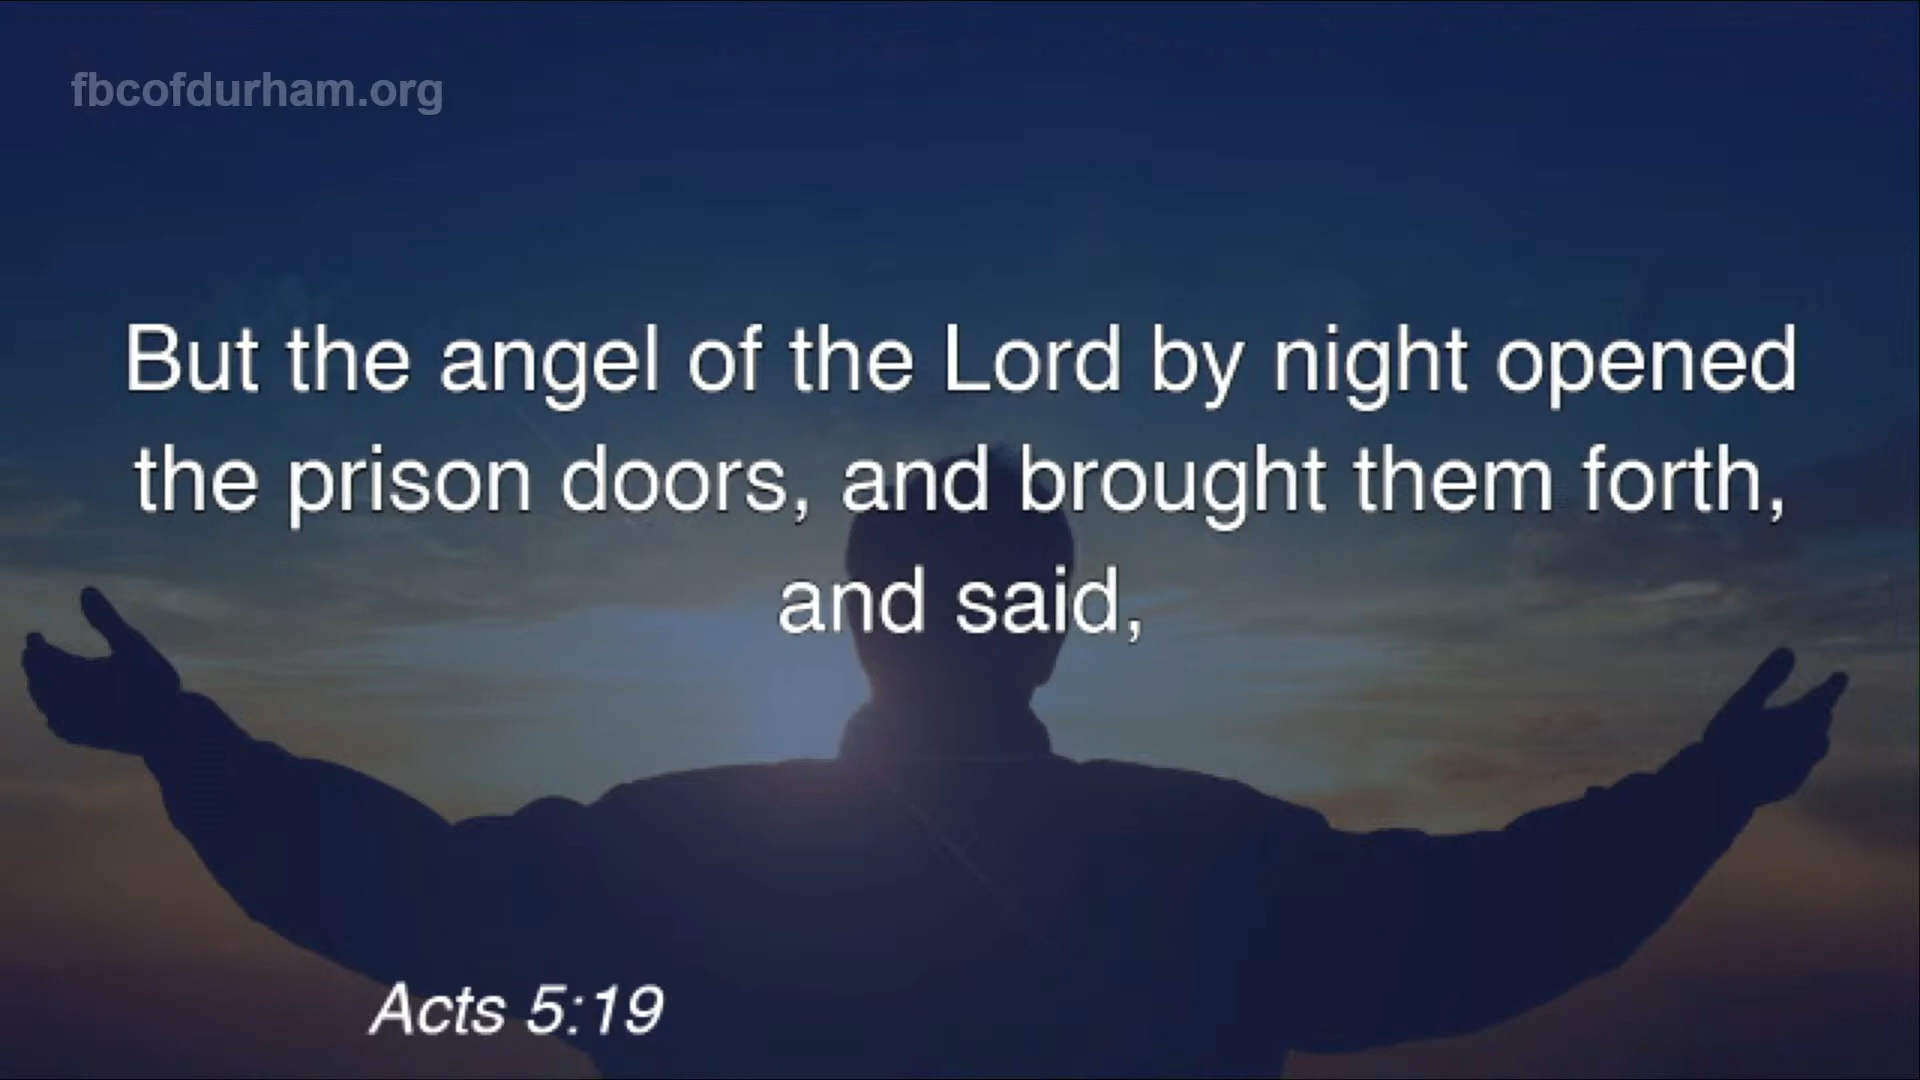 fbcofdurham.org
But the angel of the Lord by night opened
the prison doors, and brought them forth,
and said,
Acts 5:19